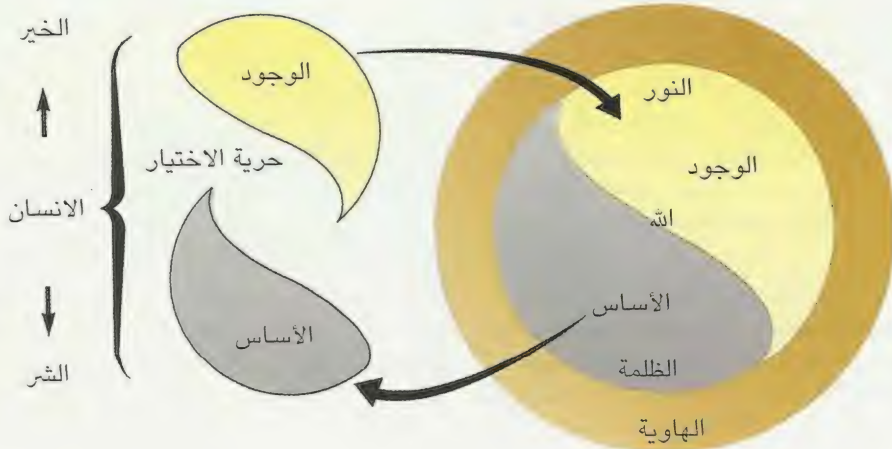 النور
الوجود
الله
الأساس
الظلمة
الهاوية
الوجود
حرية الاختيار
الأساس
الخير
الانسان
الشر